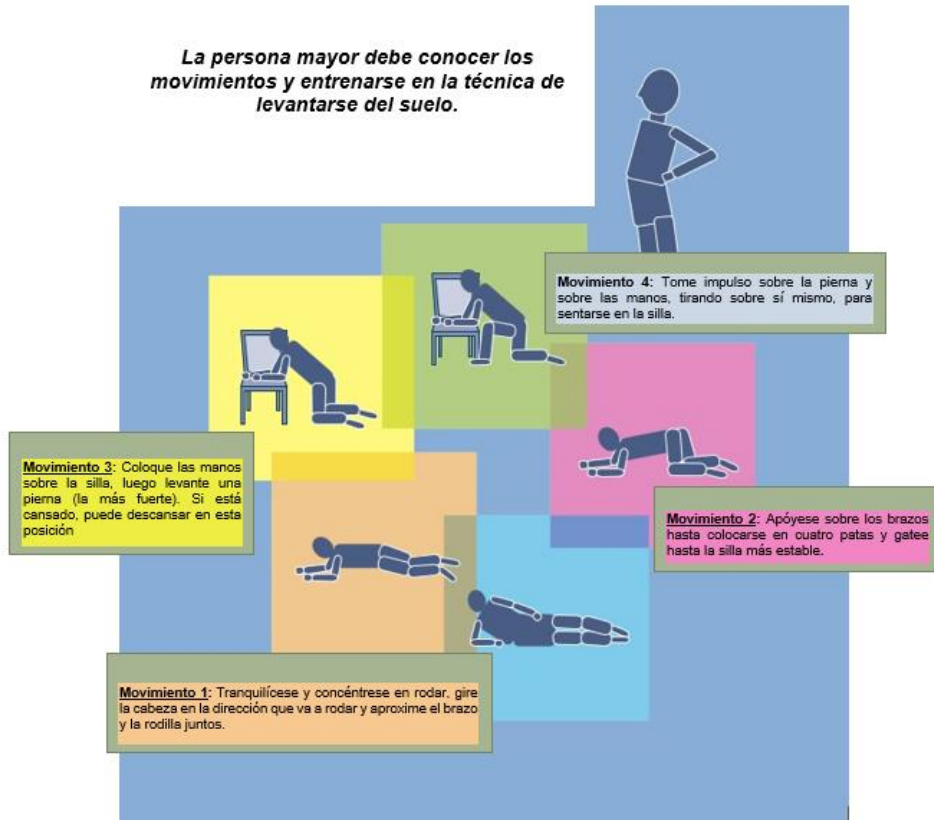 La persona mayor debe conocer los
movimientos y entrenarse en la técnica de
levantarse del suelo.
Movimiento 4: Tome impulso sobre la pierna y
sobre las manos, tirando sobre sí mismo, para
sentarse en la silla.
Movimiento 3: Coloque las manos
sobre la silla, luego levante una
pierna (la más fuerte). Si está
cansado, puede descansar en esta
posición
Movimiento 2: Apóyese sobre los brazos
hasta colocarse en cuatro patas y gatee
hasta la silla más estable.
Movimiento 1: Tranquilícese y concéntrese en rodar, gire
la cabeza en la dirección que va a rodar y aproxime el brazo
y la rodilla juntos.